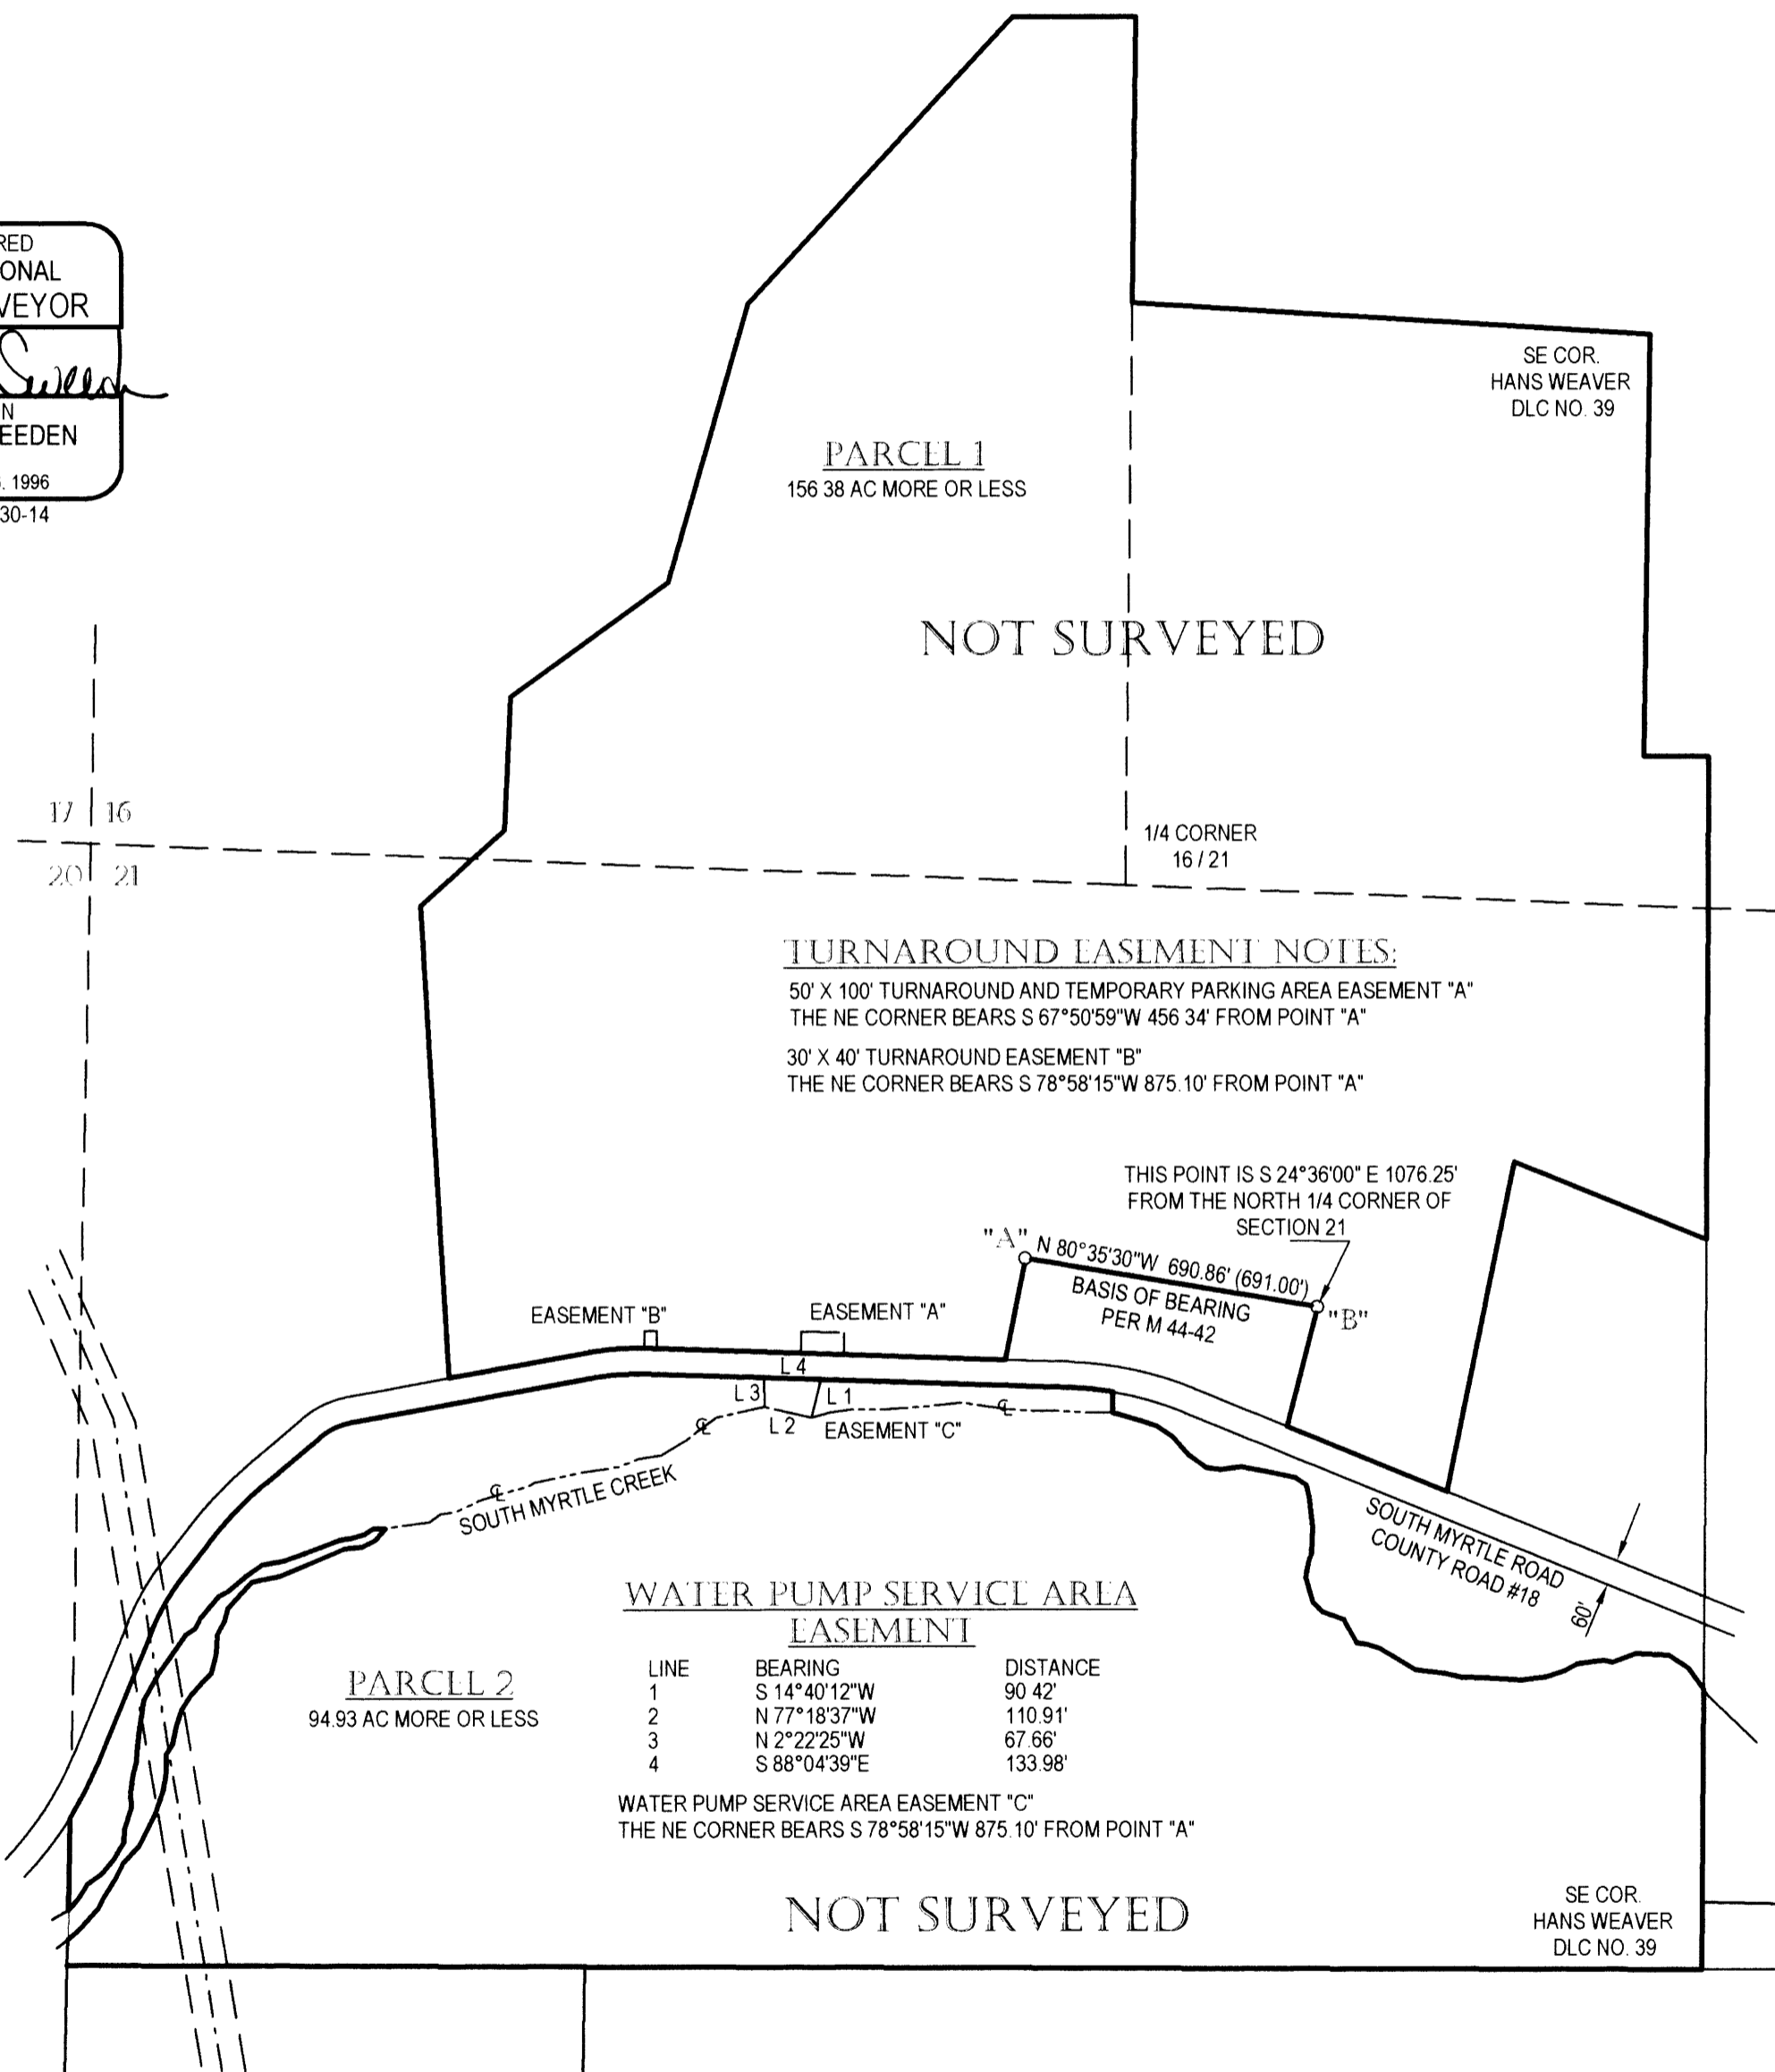 RED
ONAL
VEYOR
N
EEDEN
. 1996
30-14
SE COR.
HANS WEAVER
DLC NO. 39
PARCEL 1
156 38 AC MORE OR LESS
NOT SURVEYED
17 16
20 21
1/4 CORNER
16 / 21
TURNAROUND EASEMENT NOTES:
50' X 100' TURNAROUND AND TEMPORARY PARKING AREA EASEMENT "A"
THE NE CORNER BEARS S 67°50'59"W 456 34' FROM POINT "A"
30' X 40' TURNAROUND EASEMENT "B"
THE NE CORNER BEARS S 78°58'15"W 875.10' FROM POINT "A"
THIS POINT IS S 24°36'00" E 1076.25'
FROM THE NORTH 1/4 CORNER OF
SECTION 21
"A" N 80°35'30"W 690.86' (691.00')
BASIS OF BEARING
PER M 44-42
"B"
EASEMENT "B"
EASEMENT "A"
L 4
L 3
L 1
L 2
EASEMENT "C"
SOUTH MYRTLE CREEK
SOUTH MYRTLE ROAD
COUNTY ROAD #18
60'
WATER PUMP SERVICE AREA
EASEMENT
LINE BEARING DISTANCE
1 S 14°40'12"W 90 42'
2 N 77°18'37"W 110.91'
3 N 2°22'25"W 67.66'
4 S 88°04'39"E 133.98'
PARCEL 2
94.93 AC MORE OR LESS
WATER PUMP SERVICE AREA EASEMENT "C"
THE NE CORNER BEARS S 78°58'15"W 875.10' FROM POINT "A"
NOT SURVEYED
SE COR.
HANS WEAVER
DLC NO. 39